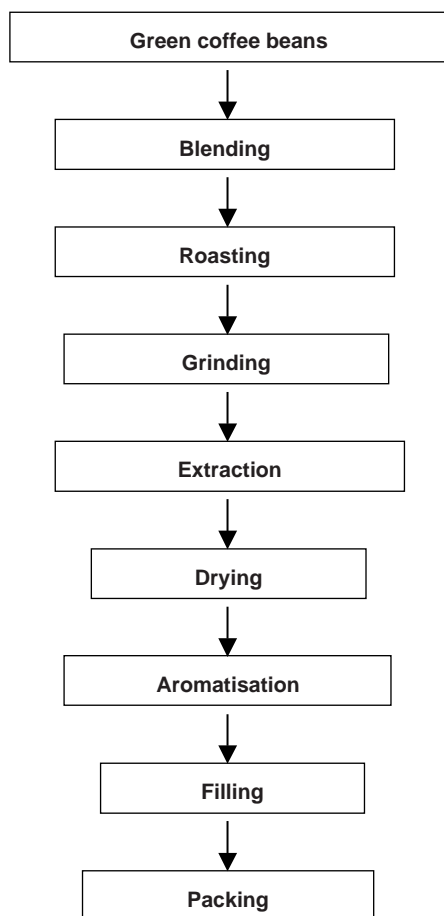 Green coffee beans
Blending
Roasting
Grinding
Extraction
Drying
Aromatisation
Filling
Packing